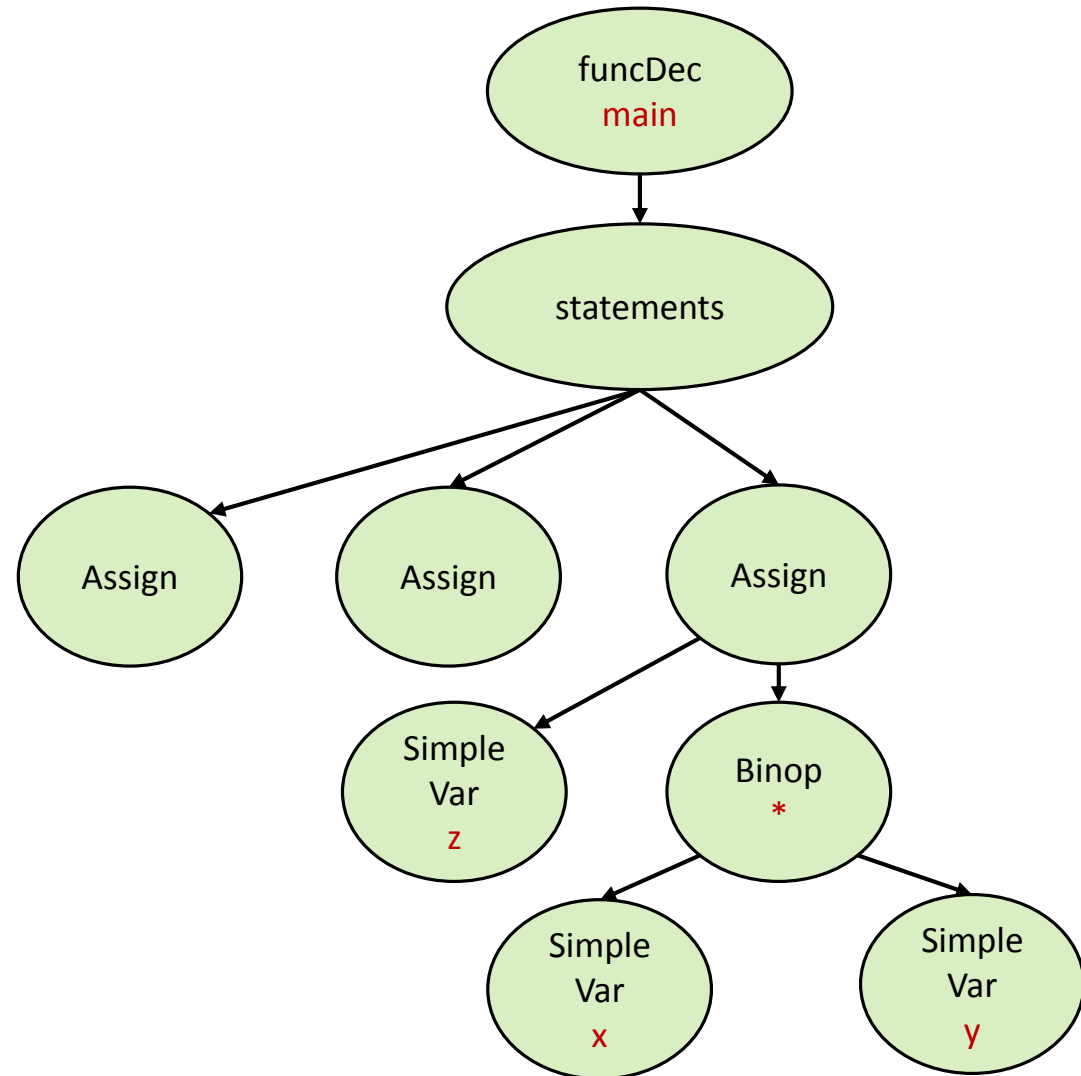 funcDec
main
statements
Assign
Assign
Assign
Simple
Var
z
Binop
*
Simple
Var
x
Simple
Var
y